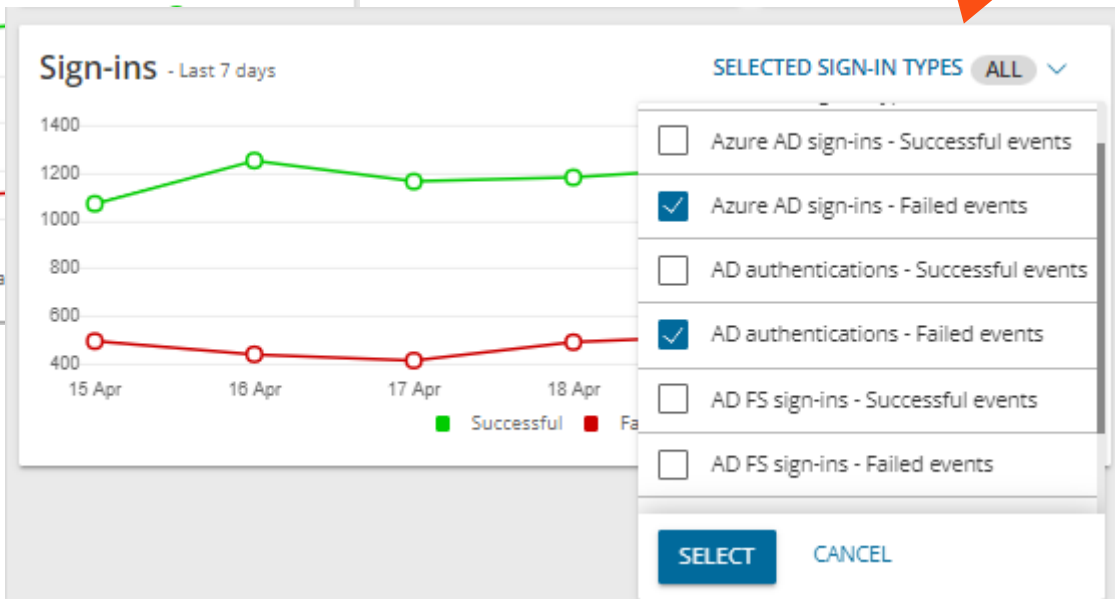 Sign-ins - Last 7 days
SELECTED SIGN-IN TYPES ALL
1400
1200
1000
800
600
400
15 Apr 16 Apr 17 Apr 18 Apr
Successful
Azure AD sign-ins - Successful events
Azure AD sign-ins - Failed events
AD authentications - Successful events
AD authentications - Failed events
AD FS sign-ins - Successful events
AD FS sign-ins - Failed events
SELECT CANCEL